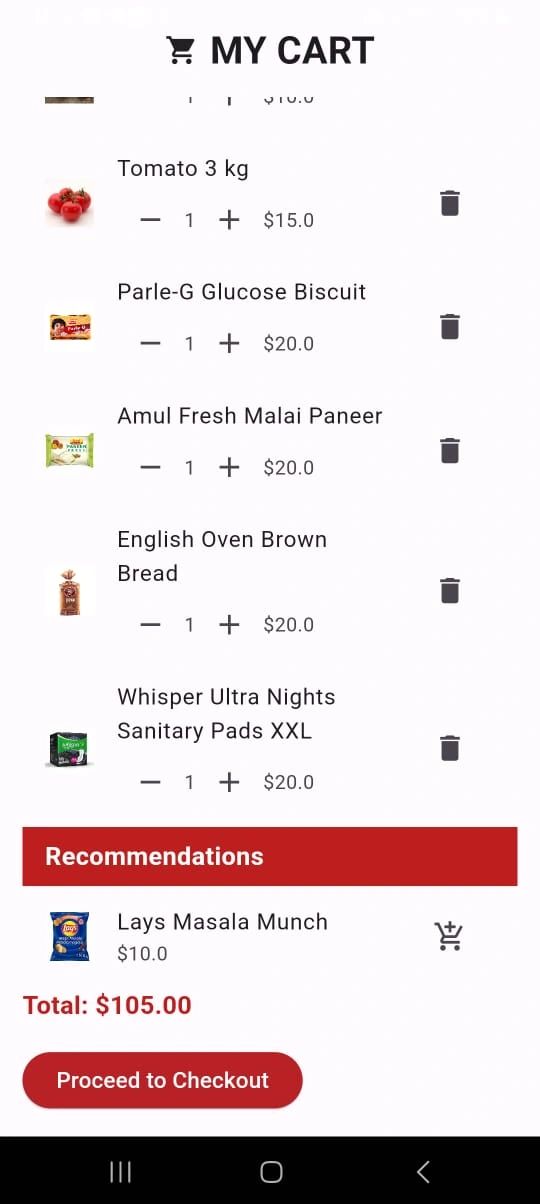 MY CART
Tomato 3 kg
1 $15.0
Parle-G Glucose Biscuit
1 $20.0
Amul Fresh Malai Paneer
1 $20.0
English Oven Brown
Bread
1 $20.0
Whisper Ultra Nights
Sanitary Pads XXL
1 $20.0
Recommendations
Lays Masala Munch
$10.0
Total: $105.00
Proceed to Checkout